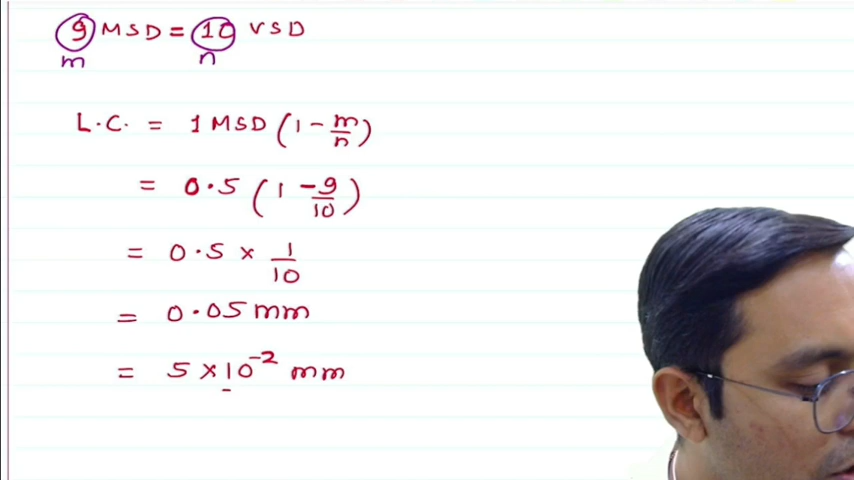 9 MSD = 10 VSD
m n
L.C. = 1 MSD (1 - m/n)
= 0.5 (1 - 9/10)
= 0.5 × 1/10
= 0.05 mm
= 5 × 10⁻² mm